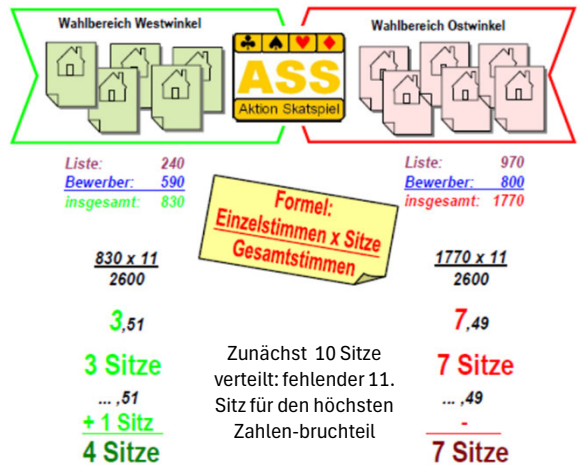 Wahlbereich Westwinkel
Wahlbereich Ostwinkel
ASS
Aktion Skatspiel
Liste: 240
Bewerber: 590
insgesamt: 830
Formel:
Einzelstimmen x Sitze
Gesamtstimmen
Liste: 970
Bewerber: 800
insgesamt: 1770
830 x 11
2600
3,51
3 Sitze
... ,51
+ 1 Sitz
4 Sitze
Zunächst 10 Sitze
verteilt: fehlender 11.
Sitz für den höchsten
Zahlen-bruchteil
1770 x 11
2600
7,49
7 Sitze
... ,49
-
7 Sitze